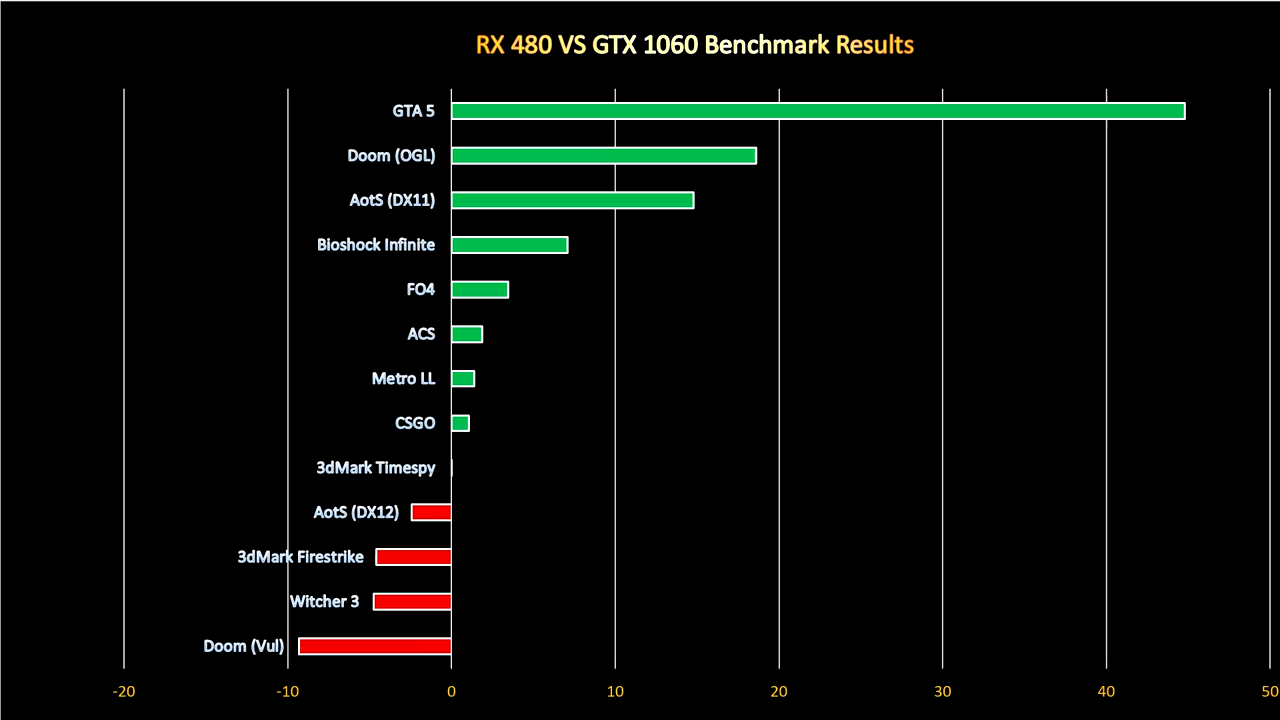 RX 480 VS GTX 1060 Benchmark Results
GTA 5
Doom (OGL)
AotS (DX11)
Bioshock Infinite
FO4
ACS
Metro LL
CSGO
3dMark Timespy
AotS (DX12)
3dMark Firestrike
Witcher 3
Doom (Vul)
-20 -10 0 10 20 30 40 50